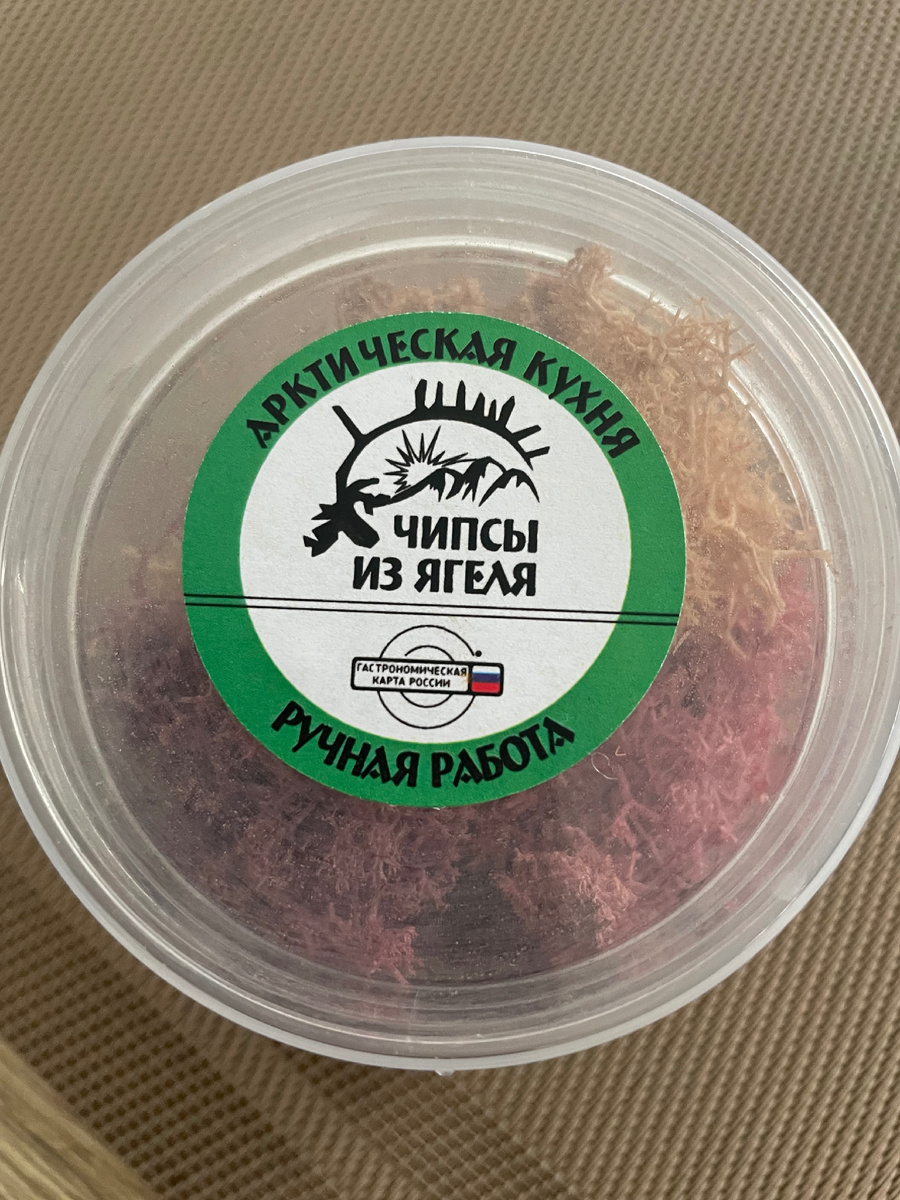 АРКТИЧЕСКАЯ КУХНЯ
ЧИПСЫ
ИЗ ЯГЕЛЯ
ГАСТРОНОМИЧЕСКАЯ
КАРТА РОССИИ
РУЧНАЯ РАБОТА